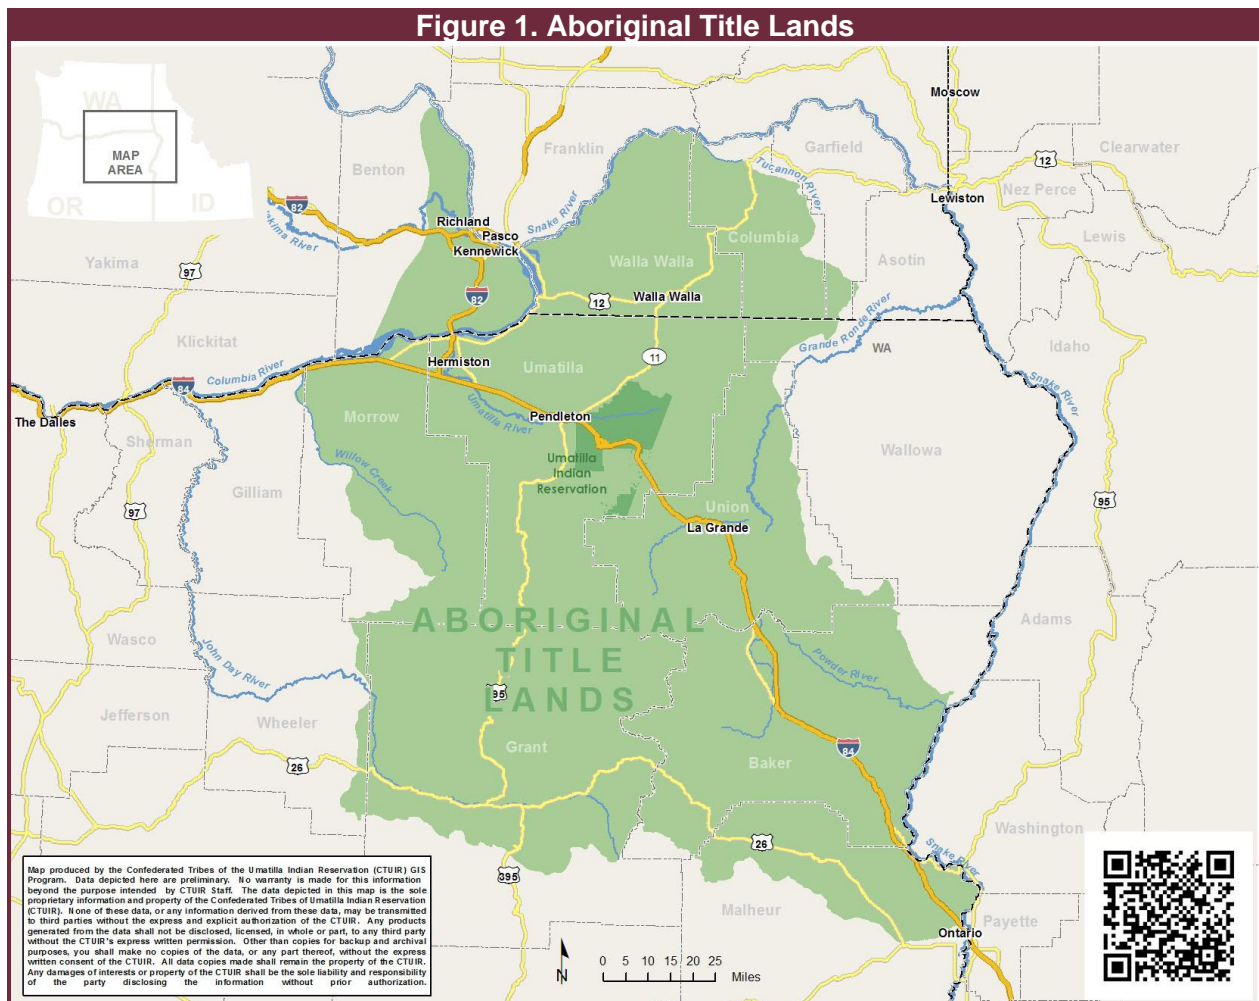 Figure 1. Aboriginal Title Lands
WA
MAP
AREA
OR
ID
Moscow
Clearwater
12
Garfield
Franklin
Benton
Tucannon River
Nez Perce
82
Lewiston
Richland
Pasco
Snake River
Kennewick
Yakima River
Columbia
Lewis
Yakima
97
Walla Walla
Asotin
82
12
Walla Walla
Klickitat
Grande Ronde River
WA
Idaho
11
Hermiston
Umatilla
Columbia River
84
Snake River
The Dalles
Morrow
Umatilla River
Pendleton
Sherman
Willow Creek
Umatilla
Indian
Reservation
Wallowa
Gilliam
97
95
Union
La Grande
ABORIGINAL
TITLE
LANDS
Adams
Wasco
John Day River
Powder River
95
Jefferson
Wheeler
Grant
84
26
Baker
Washington
26
Snake River
395
Malheur
Payette
Ontario
Map produced by the Confederated Tribes of the Umatilla Indian Reservation (CTUIR) GIS
Program. Data depicted here are preliminary. No warranty is made for this information
beyond the purpose intended by CTUIR Staff. The data depicted in this map is the sole
proprietary information and property of the Confederated Tribes of Umatilla Indian Reservation
(CTUIR). None of these data, or any information derived from these data, may be transmitted
to third parties without the express and explicit authorization of the CTUIR. Any products
generated from the data shall not be disclosed, licensed, in whole or part, to any third party
without the CTUIR's express written permission. Other than copies for backup and archival
purposes, you shall make no copies of the data, or any part thereof, without the express
written consent of the CTUIR. All data copies made shall remain the property of the CTUIR.
Any damages of interests or property of the CTUIR shall be the sole liability and responsibility
of the party disclosing the information without prior authorization.
N
0 5 10 15 20 25
Miles